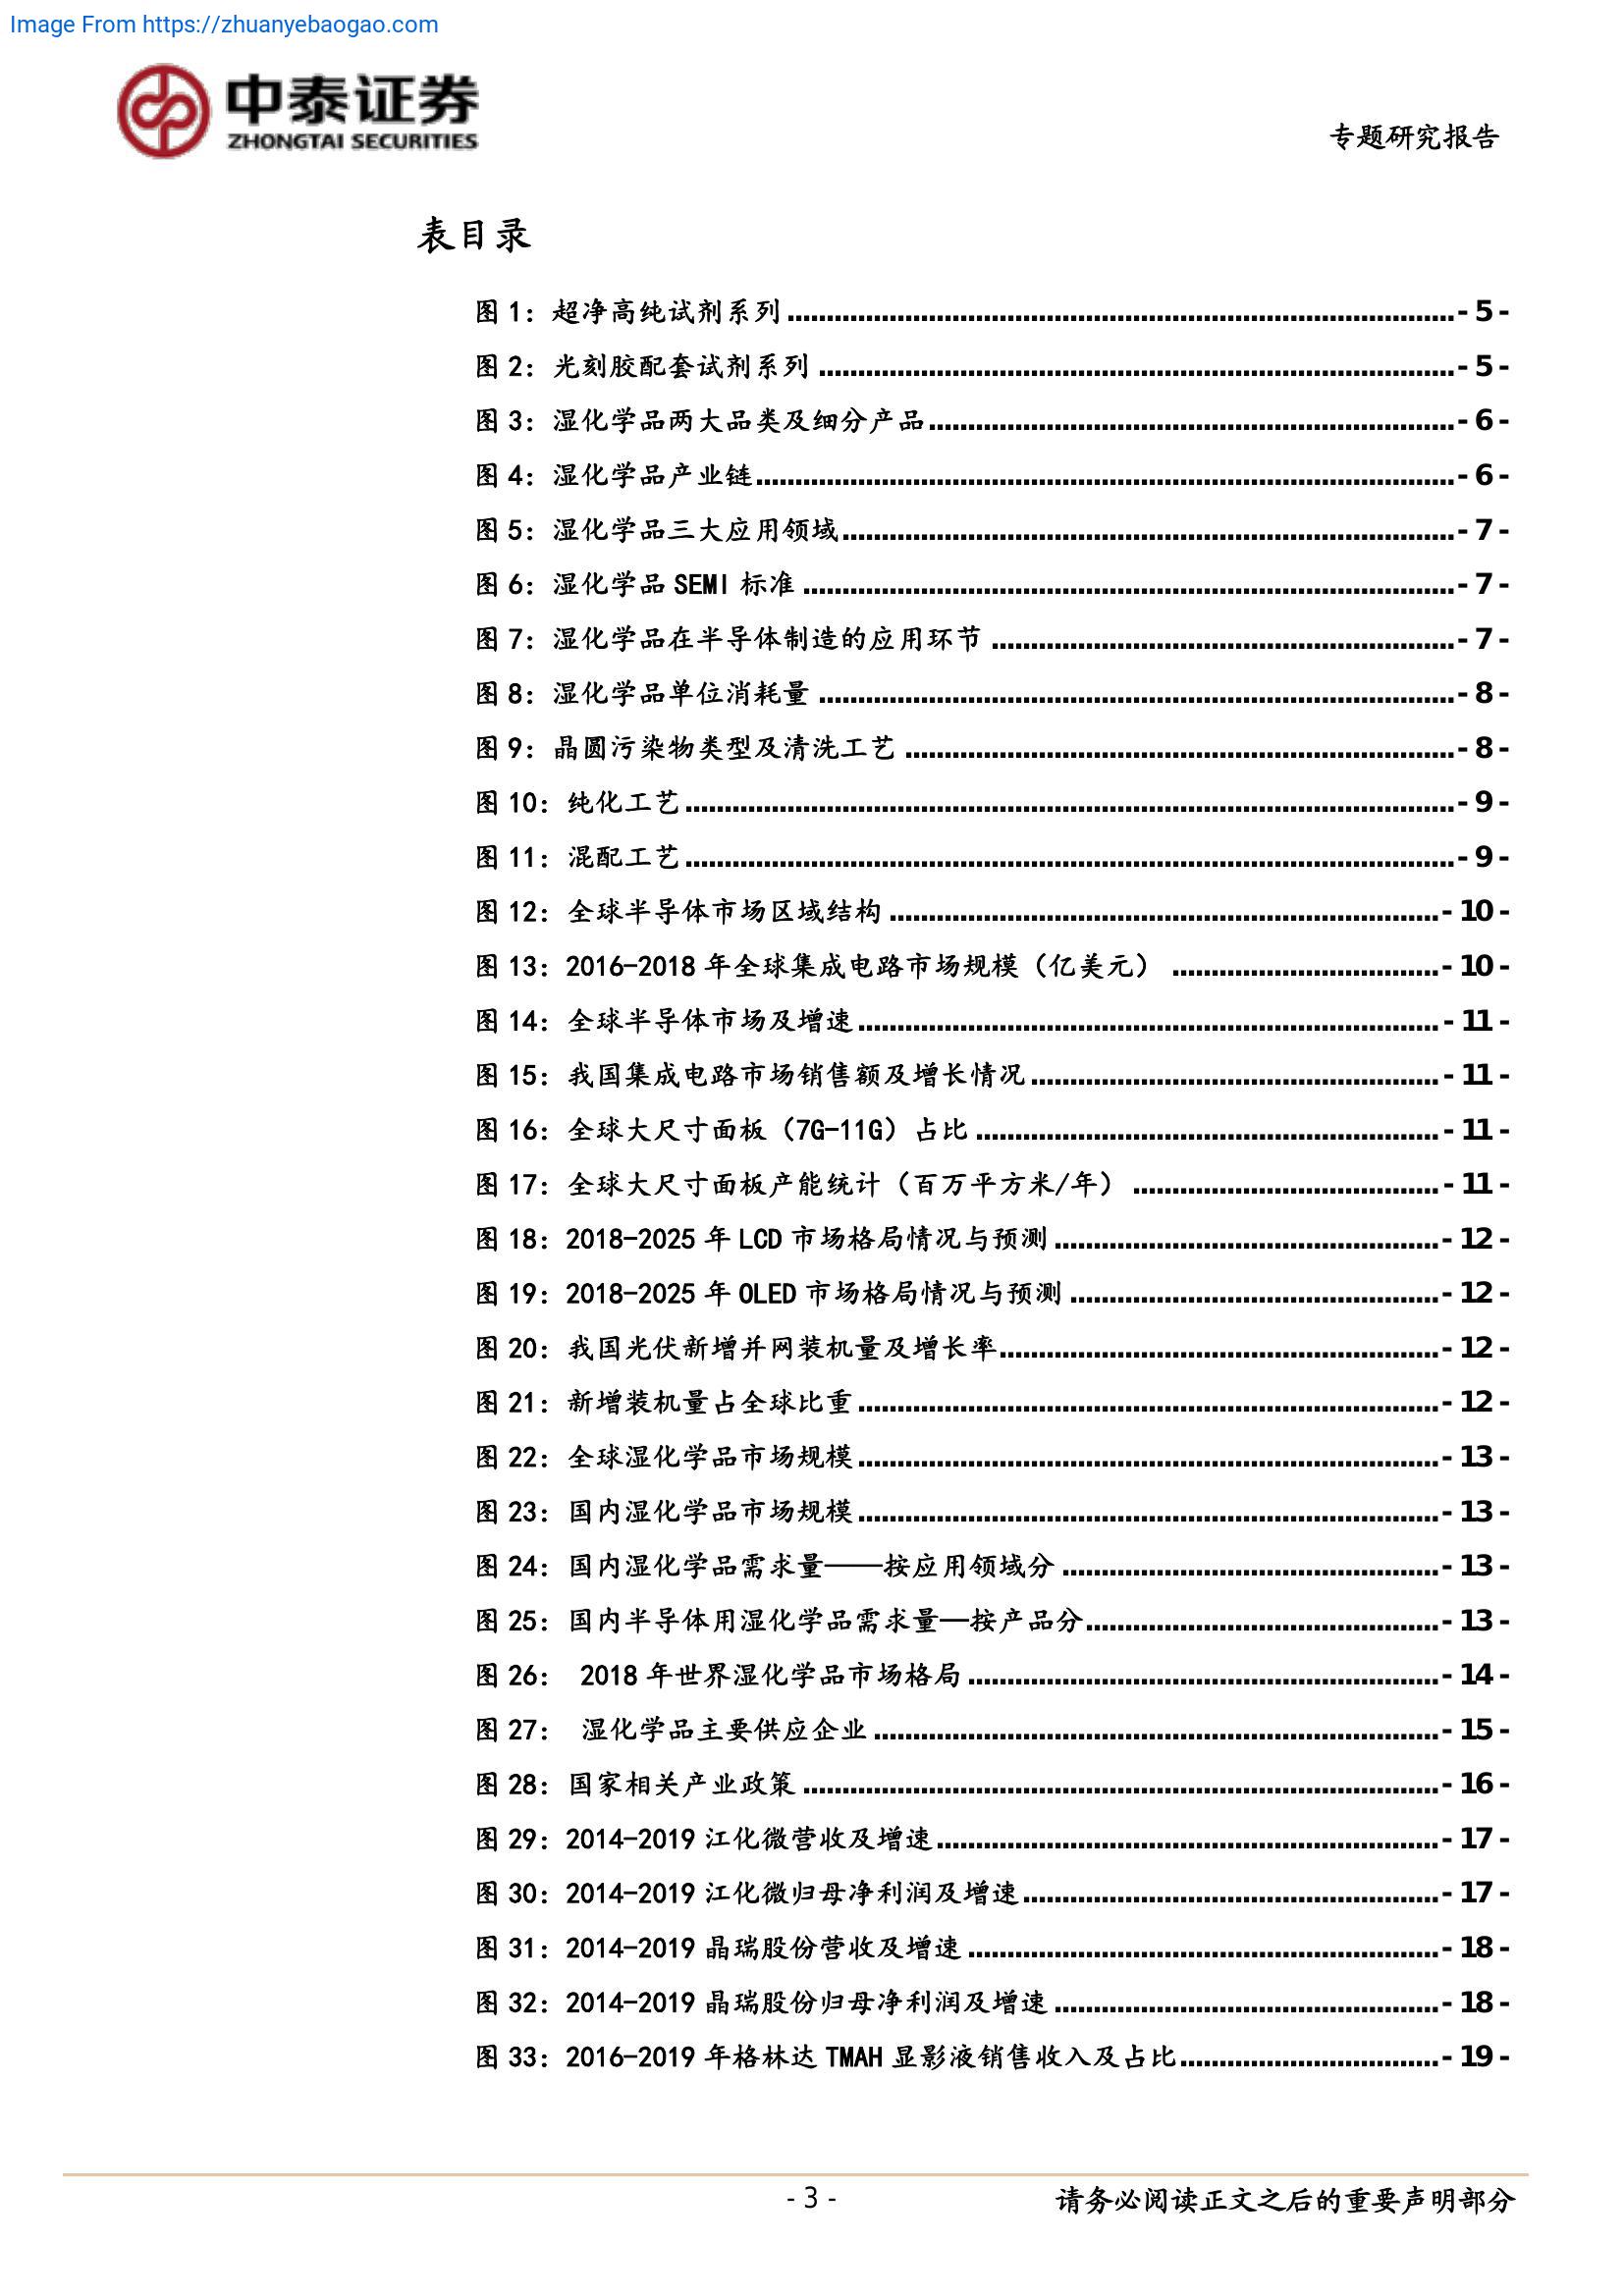 Image From https://zhuanyebaogao.com
中泰证券
ZHONGTAI SECURITIES
专题研究报告
表目录
图 1：超净高纯试剂系列 ........ - 5 -
图 2：光刻胶配套试剂系列 ........ - 5 -
图 3：湿化学品两大品类及细分产品 ........ - 6 -
图 4：湿化学品产业链 ........ - 6 -
图 5：湿化学品三大应用领域 ........ - 7 -
图 6：湿化学品 SEMI 标准 ........ - 7 -
图 7：湿化学品在半导体制造的应用环节 ........ - 7 -
图 8：湿化学品单位消耗量 ........ - 8 -
图 9：晶圆污染物类型及清洗工艺 ........ - 8 -
图 10：纯化工艺 ........ - 9 -
图 11：混配工艺 ........ - 9 -
图 12：全球半导体市场区域结构 ........ - 10 -
图 13：2016-2018 年全球集成电路市场规模（亿美元） ........ - 10 -
图 14：全球半导体市场及增速 ........ - 11 -
图 15：我国集成电路市场销售额及增长情况 ........ - 11 -
图 16：全球大尺寸面板（7G-11G）占比 ........ - 11 -
图 17：全球大尺寸面板产能统计（百万平方米/年） ........ - 11 -
图 18：2018-2025 年 LCD 市场格局情况与预测 ........ - 12 -
图 19：2018-2025 年 OLED 市场格局情况与预测 ........ - 12 -
图 20：我国光伏新增并网装机量及增长率 ........ - 12 -
图 21：新增装机量占全球比重 ........ - 12 -
图 22：全球湿化学品市场规模 ........ - 13 -
图 23：国内湿化学品市场规模 ........ - 13 -
图 24：国内湿化学品需求量——按应用领域分 ........ - 13 -
图 25：国内半导体用湿化学品需求量—按产品分 ........ - 13 -
图 26： 2018 年世界湿化学品市场格局 ........ - 14 -
图 27： 湿化学品主要供应企业 ........ - 15 -
图 28：国家相关产业政策 ........ - 16 -
图 29：2014-2019 江化微营收及增速 ........ - 17 -
图 30：2014-2019 江化微归母净利润及增速 ........ - 17 -
图 31：2014-2019 晶瑞股份营收及增速 ........ - 18 -
图 32：2014-2019 晶瑞股份归母净利润及增速 ........ - 18 -
图 33：2016-2019 年格林达 TMAH 显影液销售收入及占比 ........ - 19 -
- 3 -
请务必阅读正文之后的重要声明部分